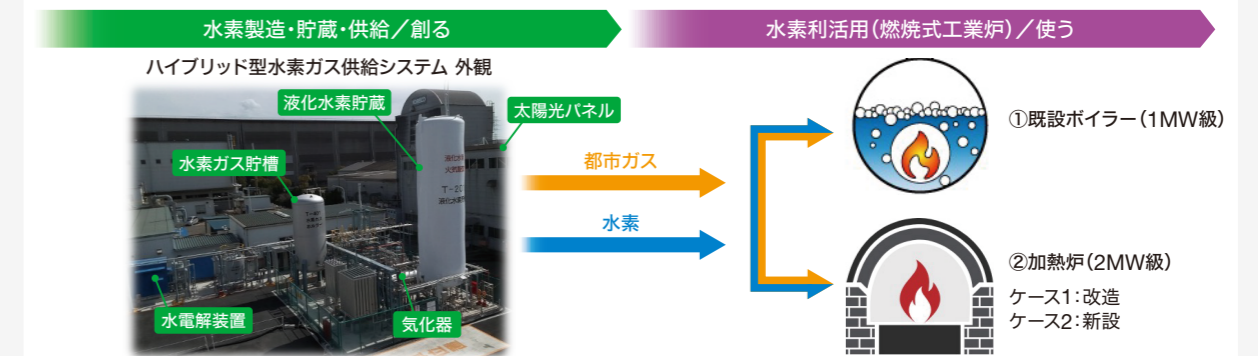 水素製造・貯蔵・供給／創る
水素利活用(燃焼式工業炉)／使う
ハイブリッド型水素ガス供給システム 外観
液化水素貯蔵
太陽光パネル
水素ガス貯槽
水電解装置
気化器
都市ガス
水素
①既設ボイラー(1MW級)
②加熱炉(2MW級)
ケース1:改造
ケース2:新設